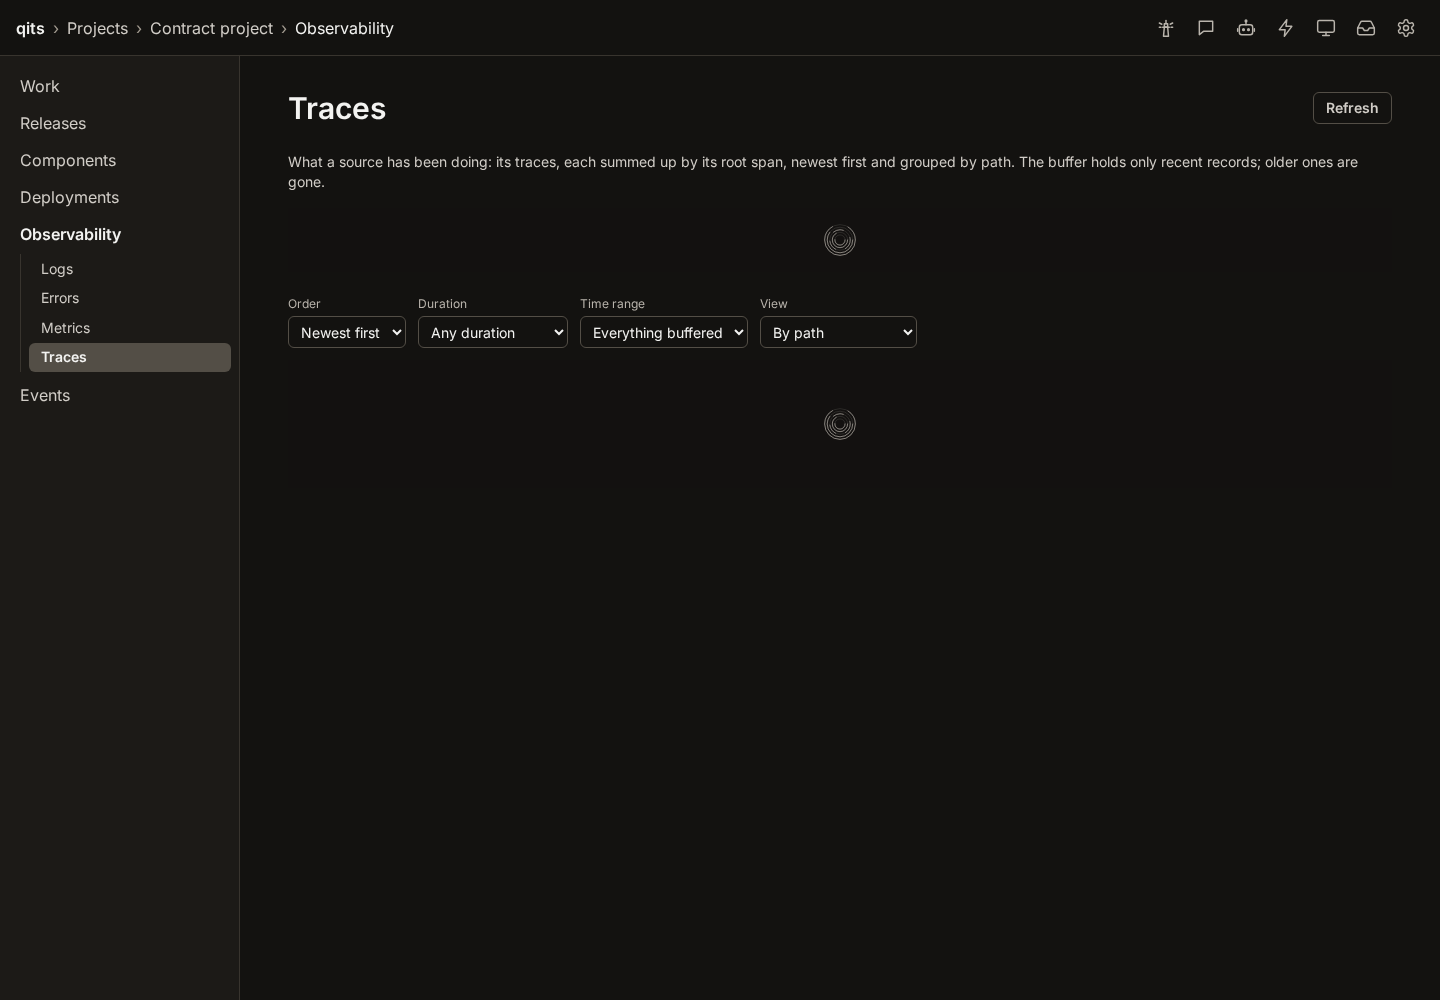 qits › Projects › Contract project › Observability
Work
Releases
Components
Deployments
Observability
Logs
Errors
Metrics
Traces
Events
Traces
Refresh
What a source has been doing: its traces, each summed up by its root span, newest first and grouped by path. The buffer holds only recent records; older ones are
gone.
Order
Duration
Time range
View
Newest first
Any duration
Everything buffered
By path